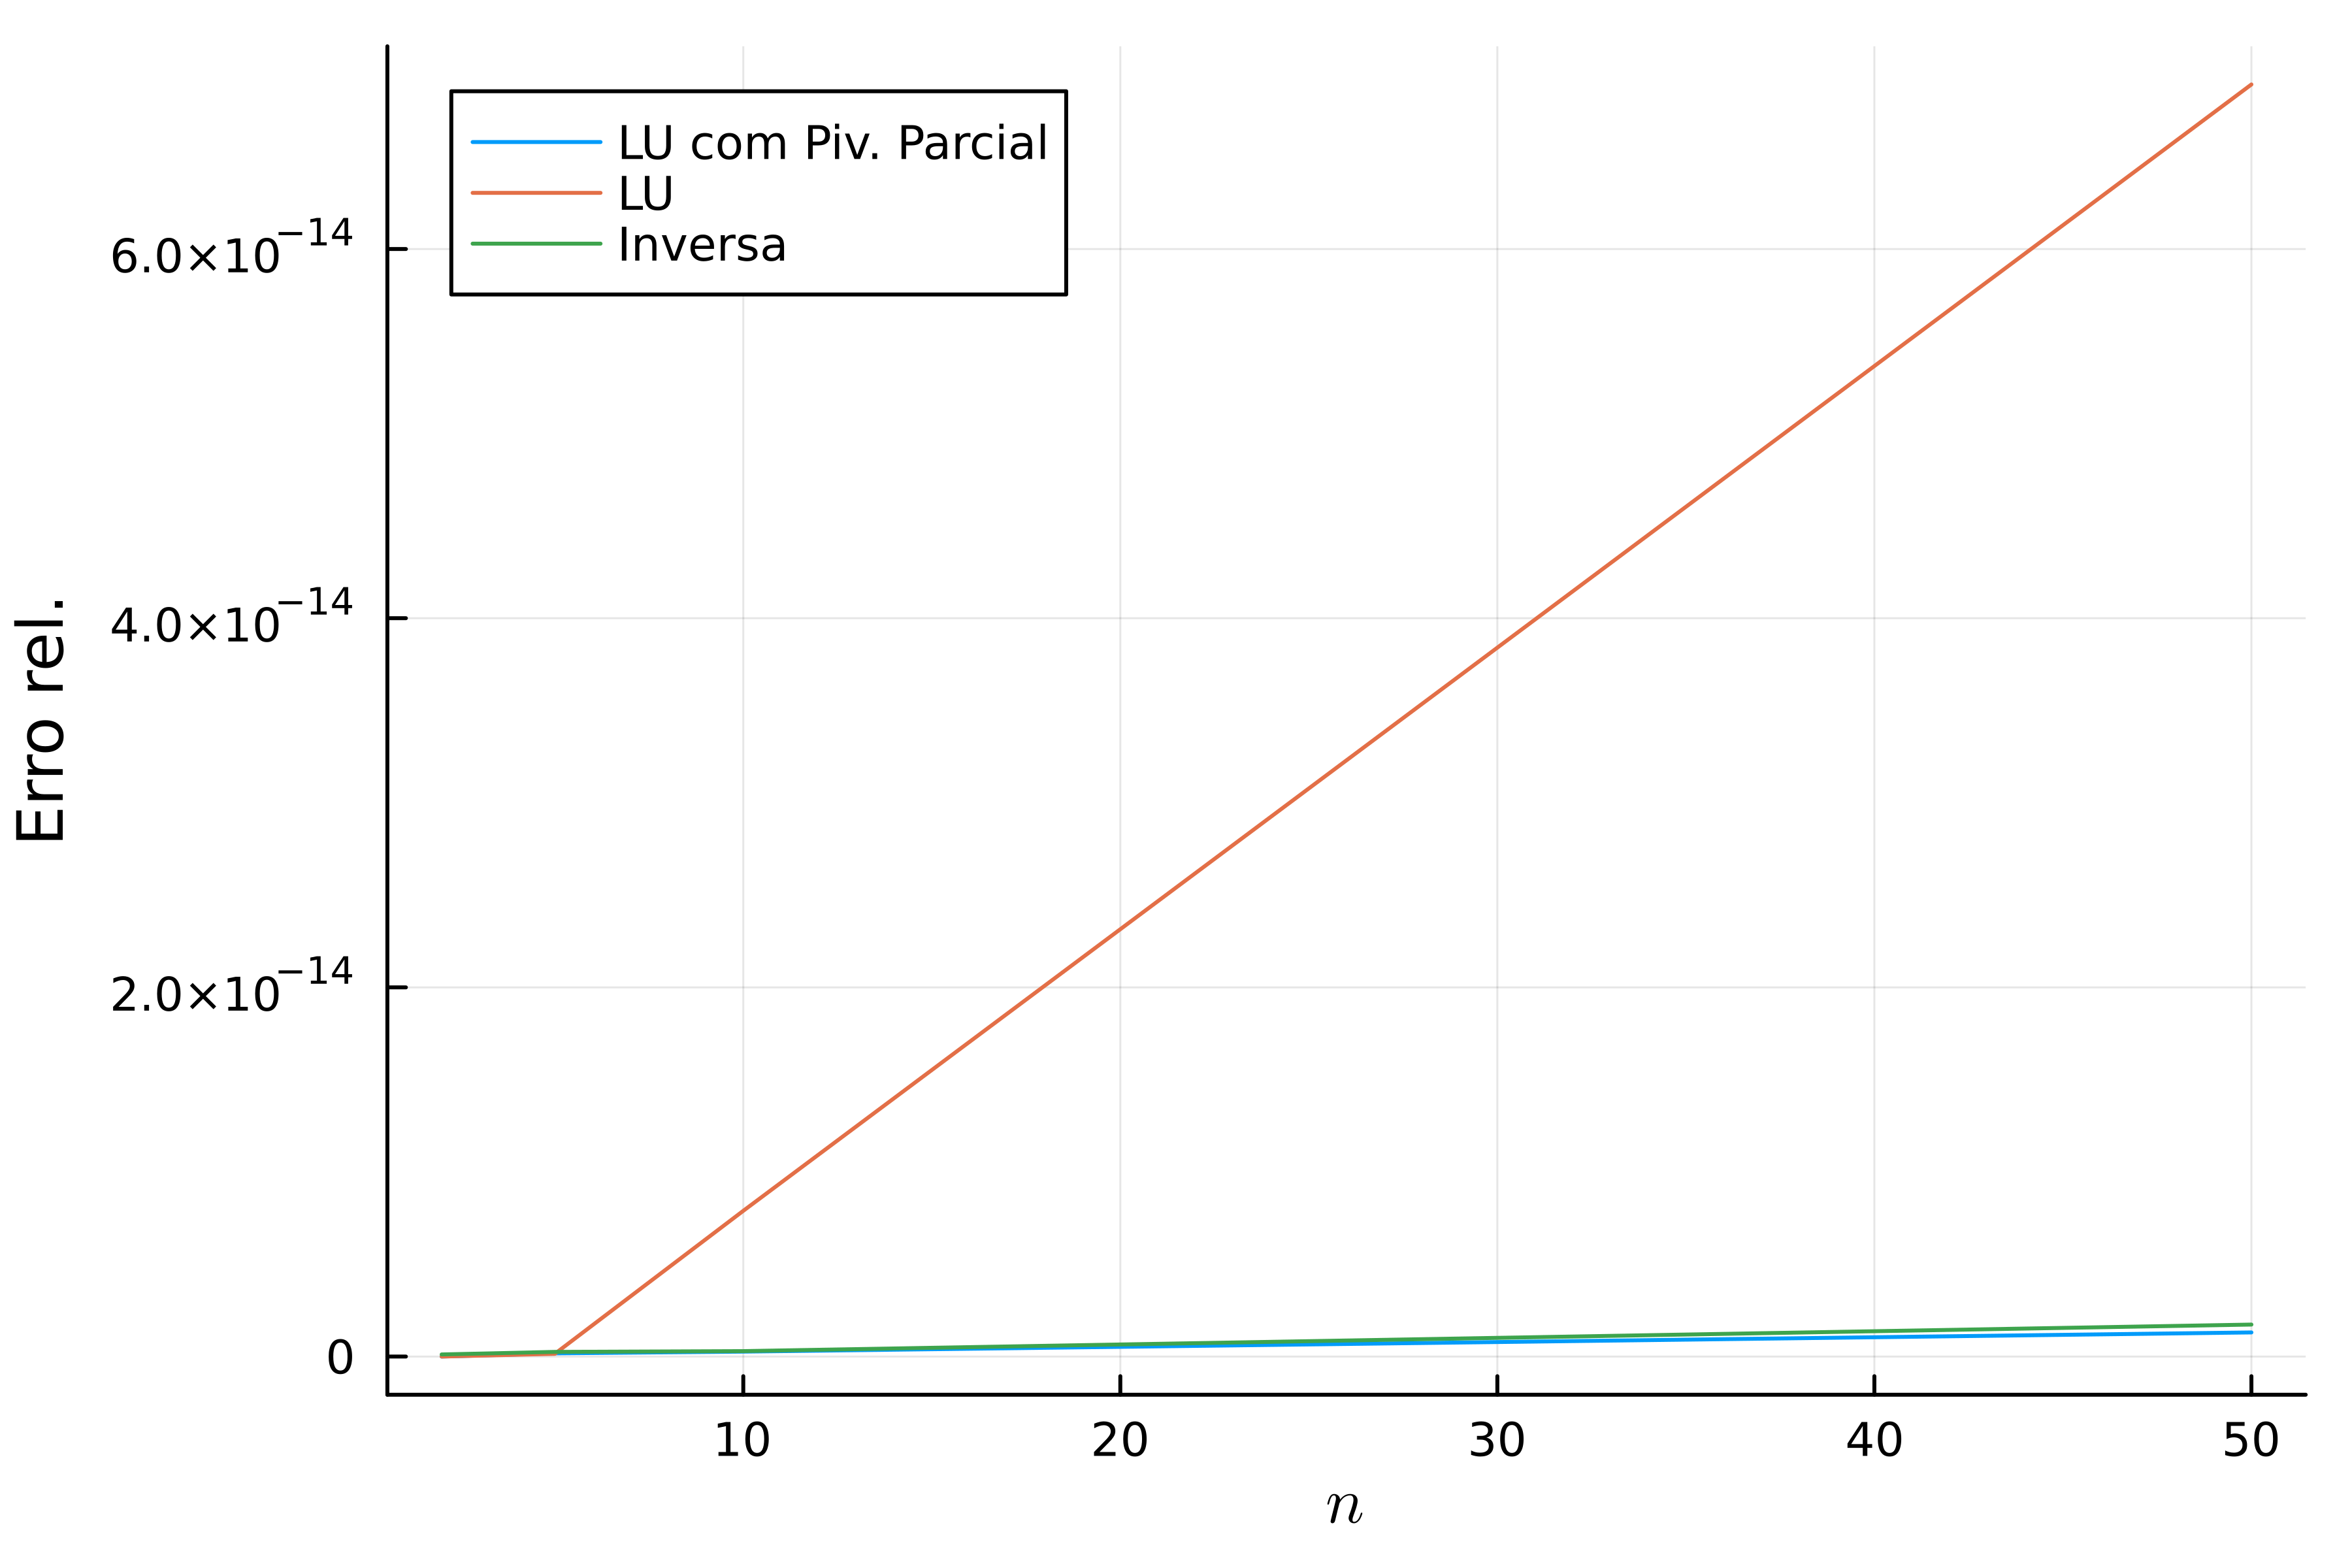 LU com Piv. Parcial
LU
Inversa
6.0×10⁻¹⁴
4.0×10⁻¹⁴
2.0×10⁻¹⁴
0
Erro rel.
10 20 30 40 50
n